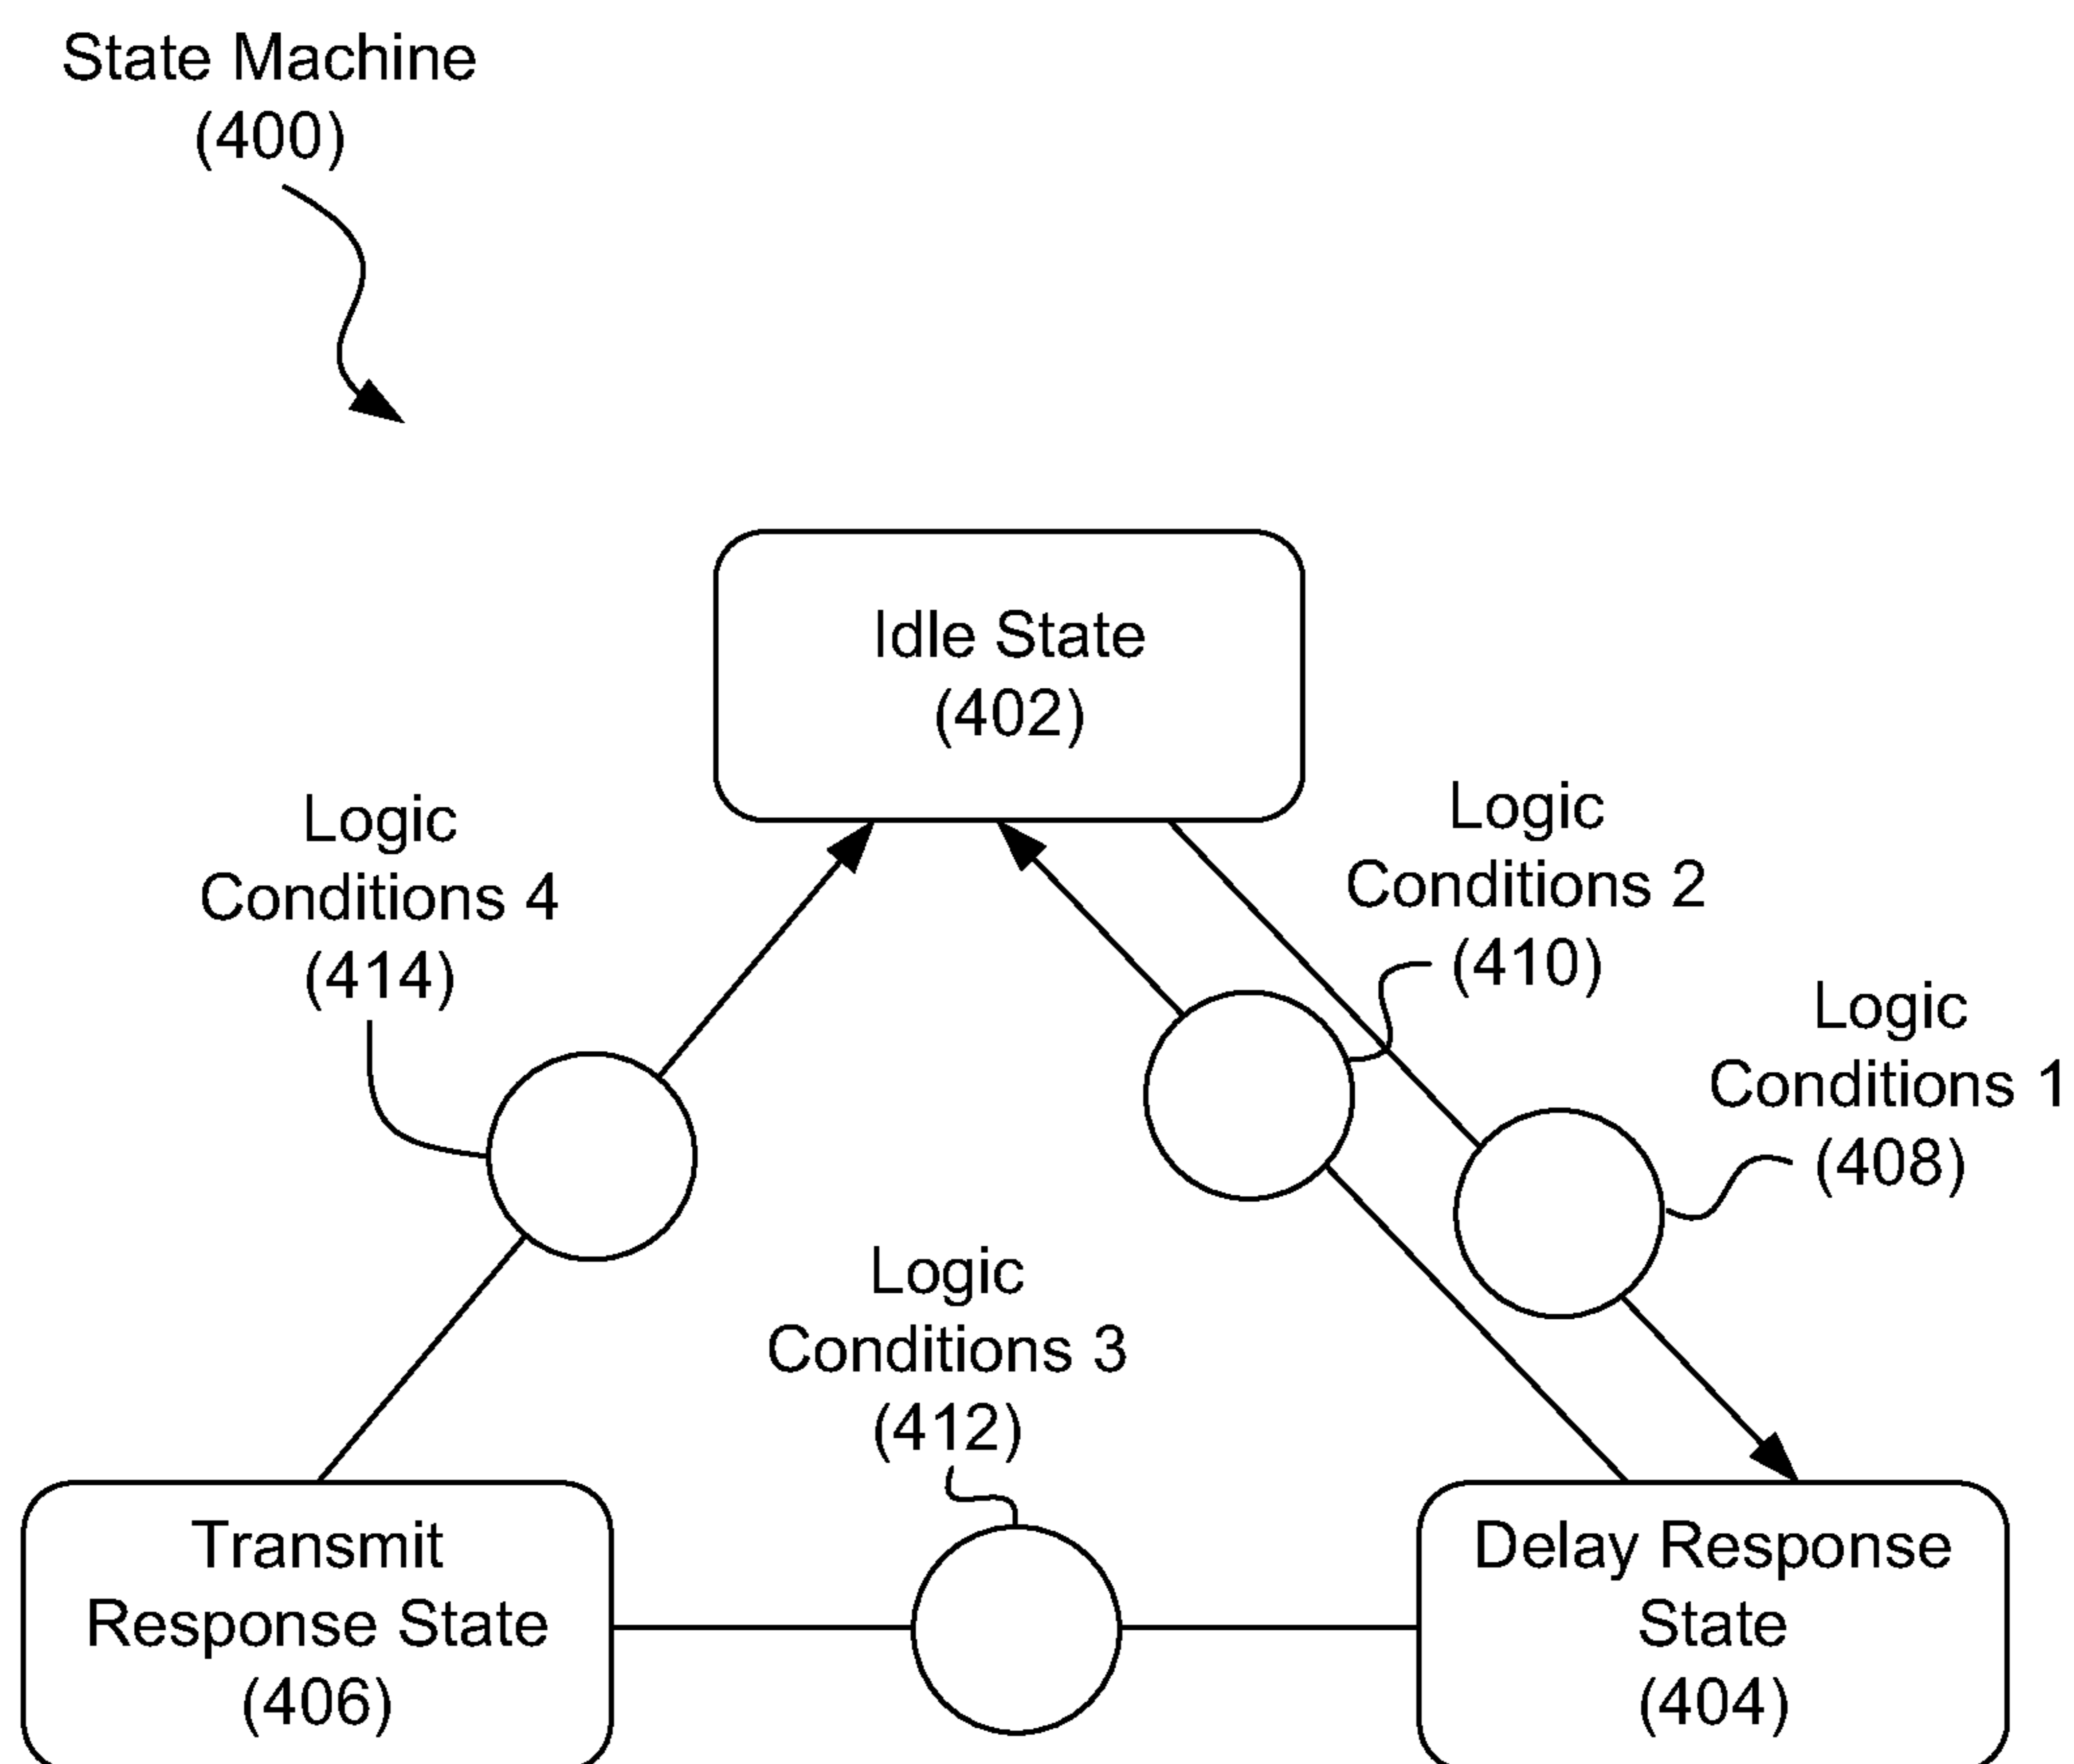 State Machine
(400)
Idle State
(402)
Logic
Conditions 4
(414)
Logic
Conditions 2
(410)
Logic
Conditions 1
(408)
Logic
Conditions 3
(412)
Transmit
Response State
(406)
Delay Response
State
(404)